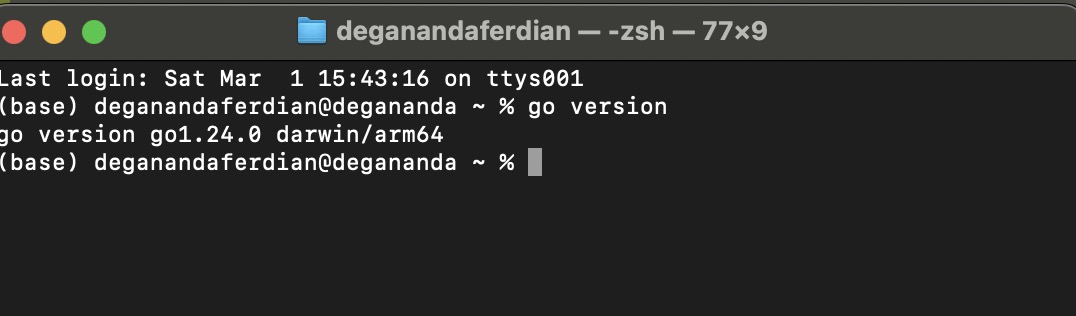 deganandaferdian — -zsh — 77×9
Last login: Sat Mar  1 15:43:16 on ttys001
(base) deganandaferdian@degananda ~ % go version
go version go1.24.0 darwin/arm64
(base) deganandaferdian@degananda ~ %